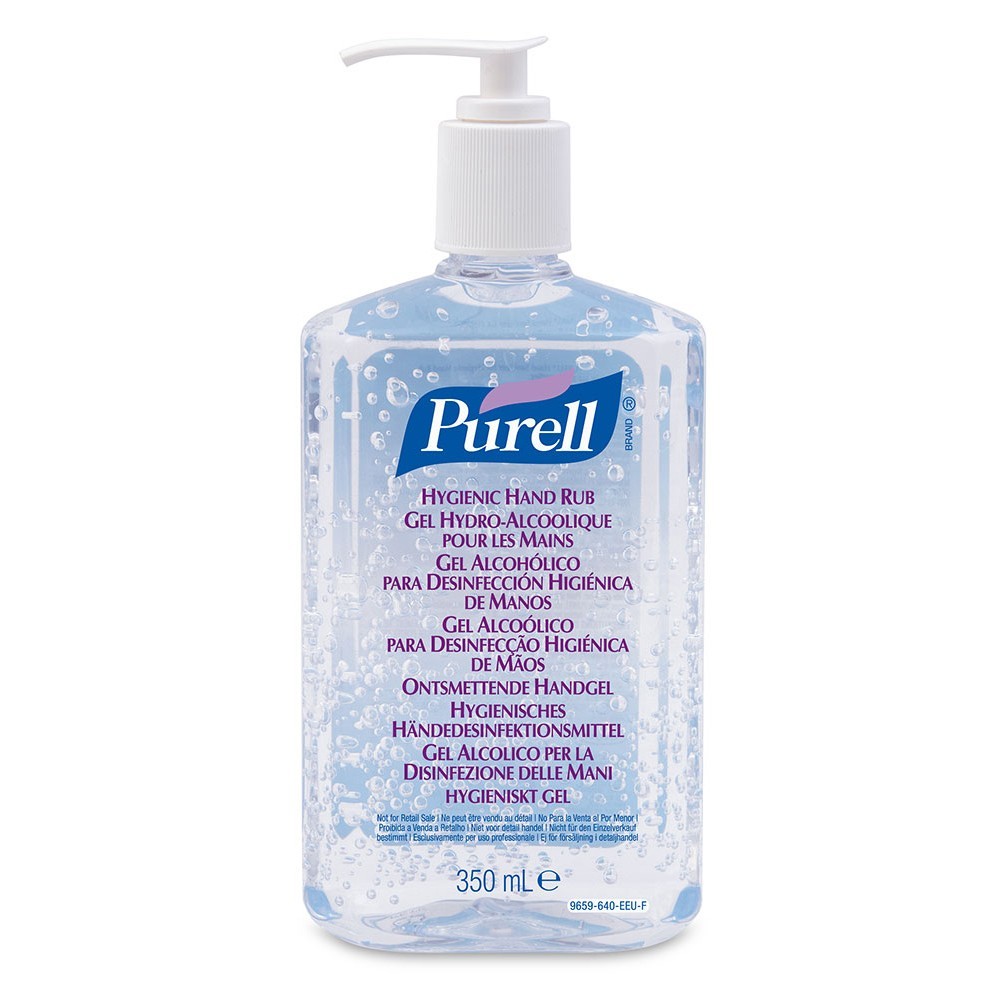 Purell
BRAND ®
HYGIENIC HAND RUB
GEL HYDRO-ALCOOLIQUE
POUR LES MAINS
GEL ALCOHÓLICO
PARA DESINFECCIÓN HIGIÉNICA
DE MANOS
GEL ALCOÓLICO
PARA DESINFECÇÃO HIGIÉNICA
DE MÃOS
ONTSMETTENDE HANDGEL
HYGIENISCHES
HÄNDEDESINFEKTIONSMITTEL
GEL ALCOLICO PER LA
DISINFEZIONE DELLE MANI
HYGIENISKT GEL
Not for Retail Sale | Ne peut être vendu au détail | No Para la Venta al Por Menor |
Proibida a Venda a Retalho | Niet voor detail handel | Nicht für den Einzelverkauf
bestimmt | Esclusivamente per uso professionale | Ej för försäljning i detaljhandel
350 mL ℮
9659-640-EEU-F